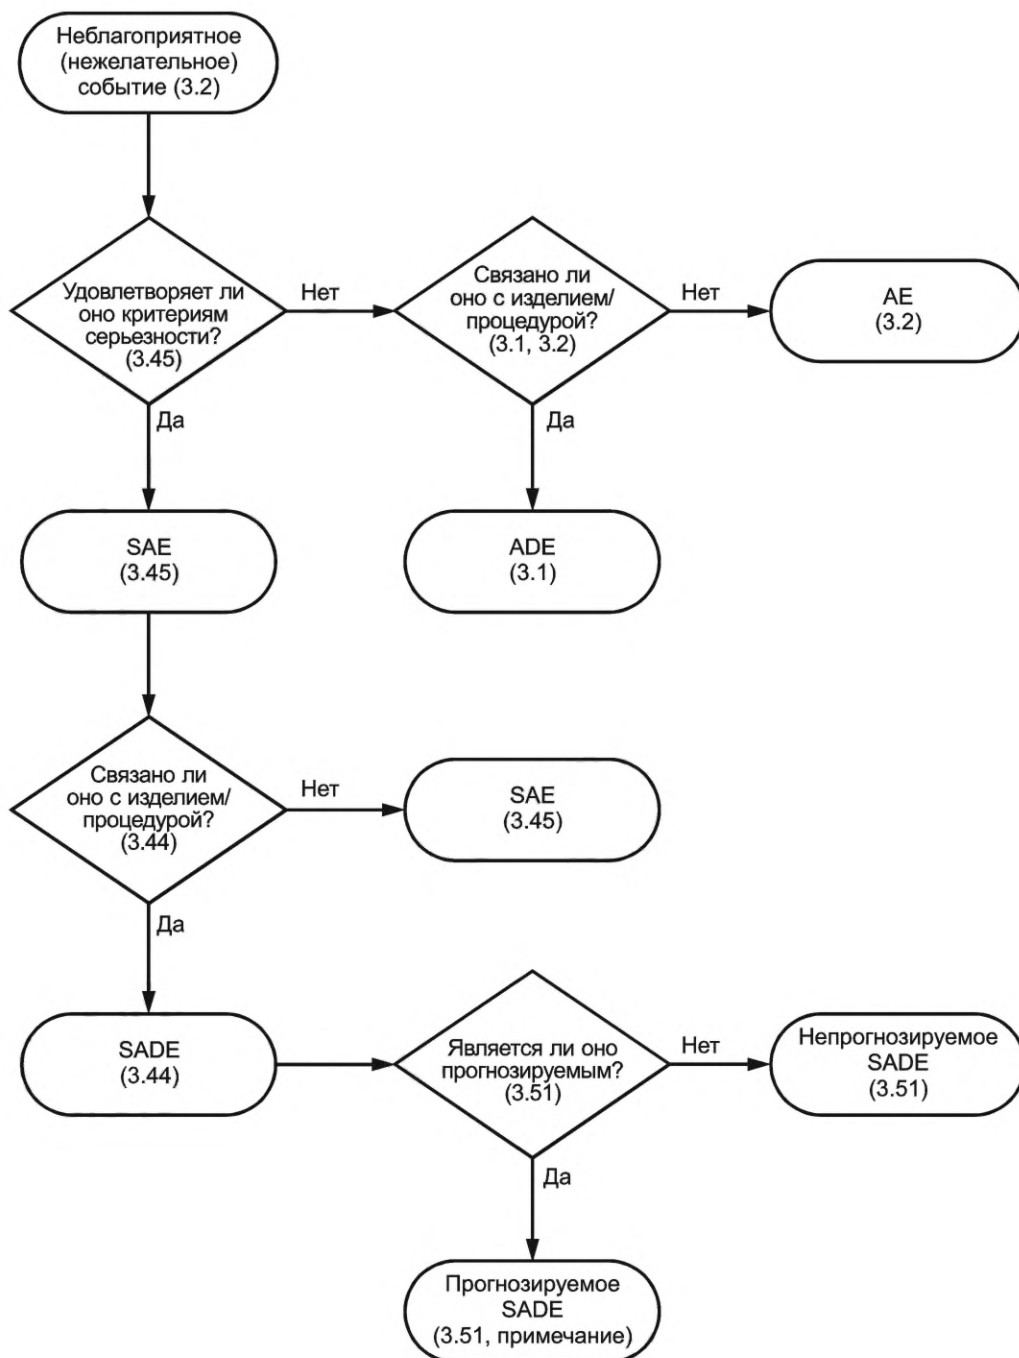 Неблагоприятное
(нежелательное)
событие (3.2)
Удовлетворяет ли
оно критериям
серьезности?
(3.45)
Нет
Связано ли
оно с изделием/
процедурой?
(3.1, 3.2)
Нет
AE
(3.2)
Да
Да
SAE
(3.45)
ADE
(3.1)
Связано ли
оно с изделием/
процедурой?
(3.44)
Нет
SAE
(3.45)
Да
SADE
(3.44)
Является ли оно
прогнозируемым?
(3.51)
Нет
Непрогнозируемое
SADE
(3.51)
Да
Прогнозируемое
SADE
(3.51, примечание)